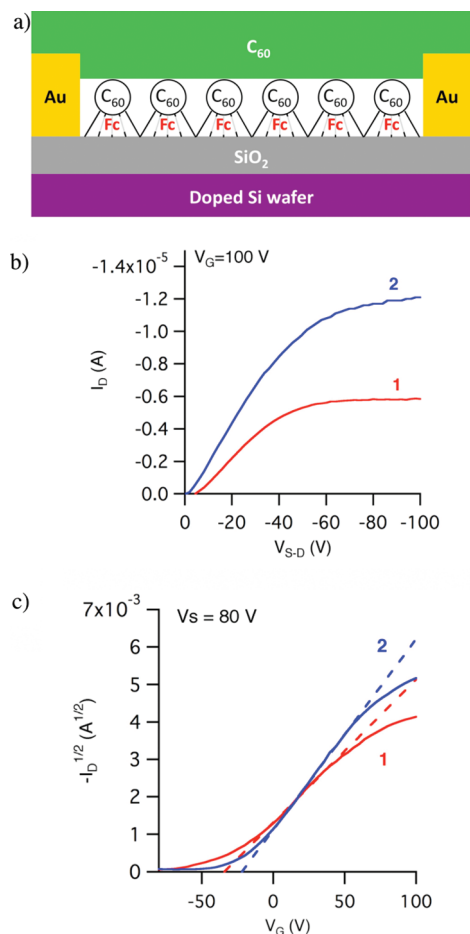 a)
C60
Au C60 C60 C60 C60 C60 C60 Au
Fc Fc Fc Fc Fc Fc
SiO2
Doped Si wafer
b)
-1.4x10^-5
VG=100 V
2
-1.2
-1.0
-0.8
1
-0.6
-0.4
-0.2
0.0
ID (A)
0 -20 -40 -60 -80 -100
VS-D (V)
c)
7x10^-3
Vs = 80 V
6
2
5
4
3
1
2
1
0
-ID^1/2 (A^1/2)
-50 0 50 100
VG (V)